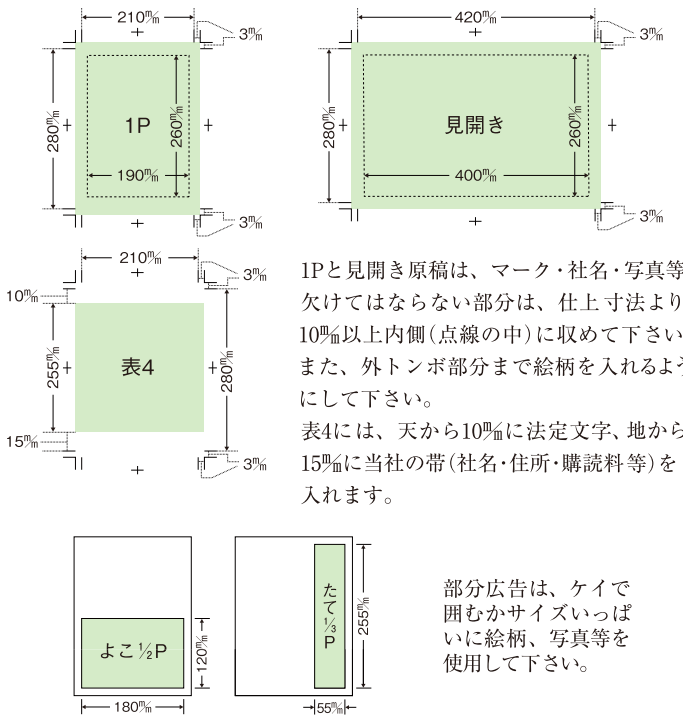 210㎜
3㎜
280㎜
1P
260㎜
190㎜
3㎜
420㎜
3㎜
280㎜
見開き
260㎜
400㎜
3㎜
210㎜
3㎜
10㎜
255㎜
表4
280㎜
15㎜
3㎜
1Pと見開き原稿は、マーク・社名・写真等
欠けてはならない部分は、仕上寸法より
10㎜以上内側(点線の中)に収めて下さい
また、外トンボ部分まで絵柄を入れるよう
にして下さい。
表4には、天から10㎜に法定文字、地から
15㎜に当社の帯(社名・住所・購読料等)を
入れます。
よこ1/2P
120㎜
180㎜
たて1/3P
255㎜
55㎜
部分広告は、ケイで
囲むかサイズいっぱ
いに絵柄、写真等を
使用して下さい。